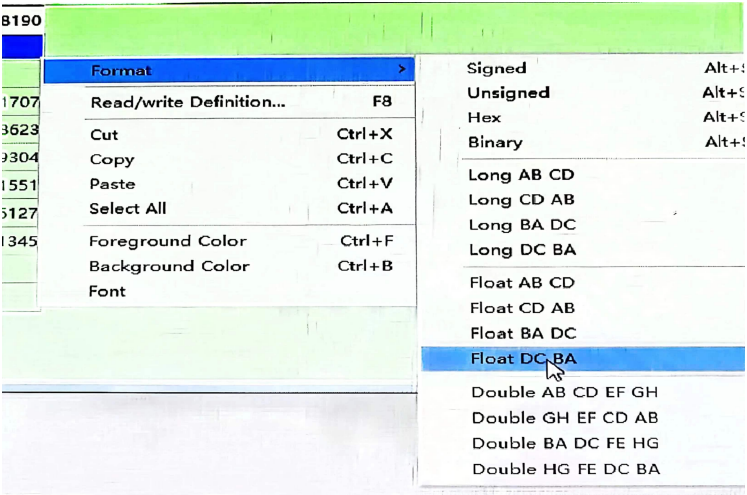 8190
Format >
Read/write Definition... F8
Cut Ctrl+X
Copy Ctrl+C
Paste Ctrl+V
Select All Ctrl+A
Foreground Color Ctrl+F
Background Color Ctrl+B
Font
1707
3623
9304
1551
5127
1345
Signed Alt+S
Unsigned Alt+S
Hex Alt+S
Binary Alt+S
Long AB CD
Long CD AB
Long BA DC
Long DC BA
Float AB CD
Float CD AB
Float BA DC
Float DC BA
Double AB CD EF GH
Double GH EF CD AB
Double BA DC FE HG
Double HG FE DC BA